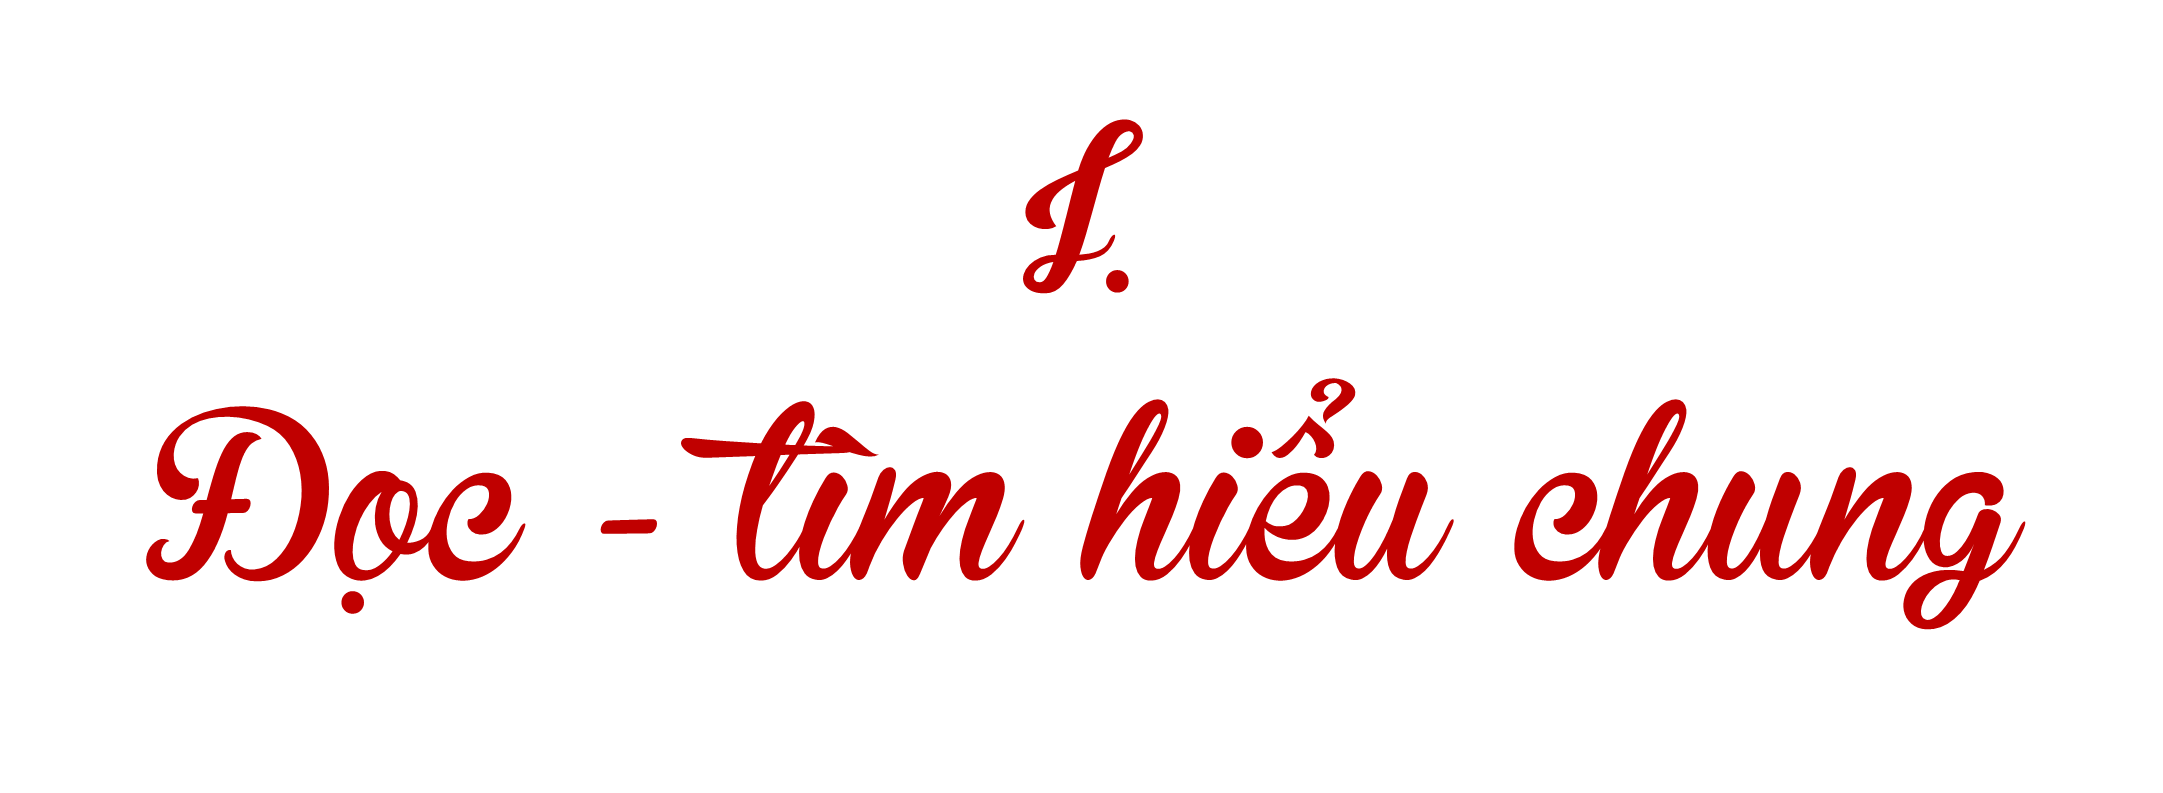 I.
Đọc - tìm hiểu chung